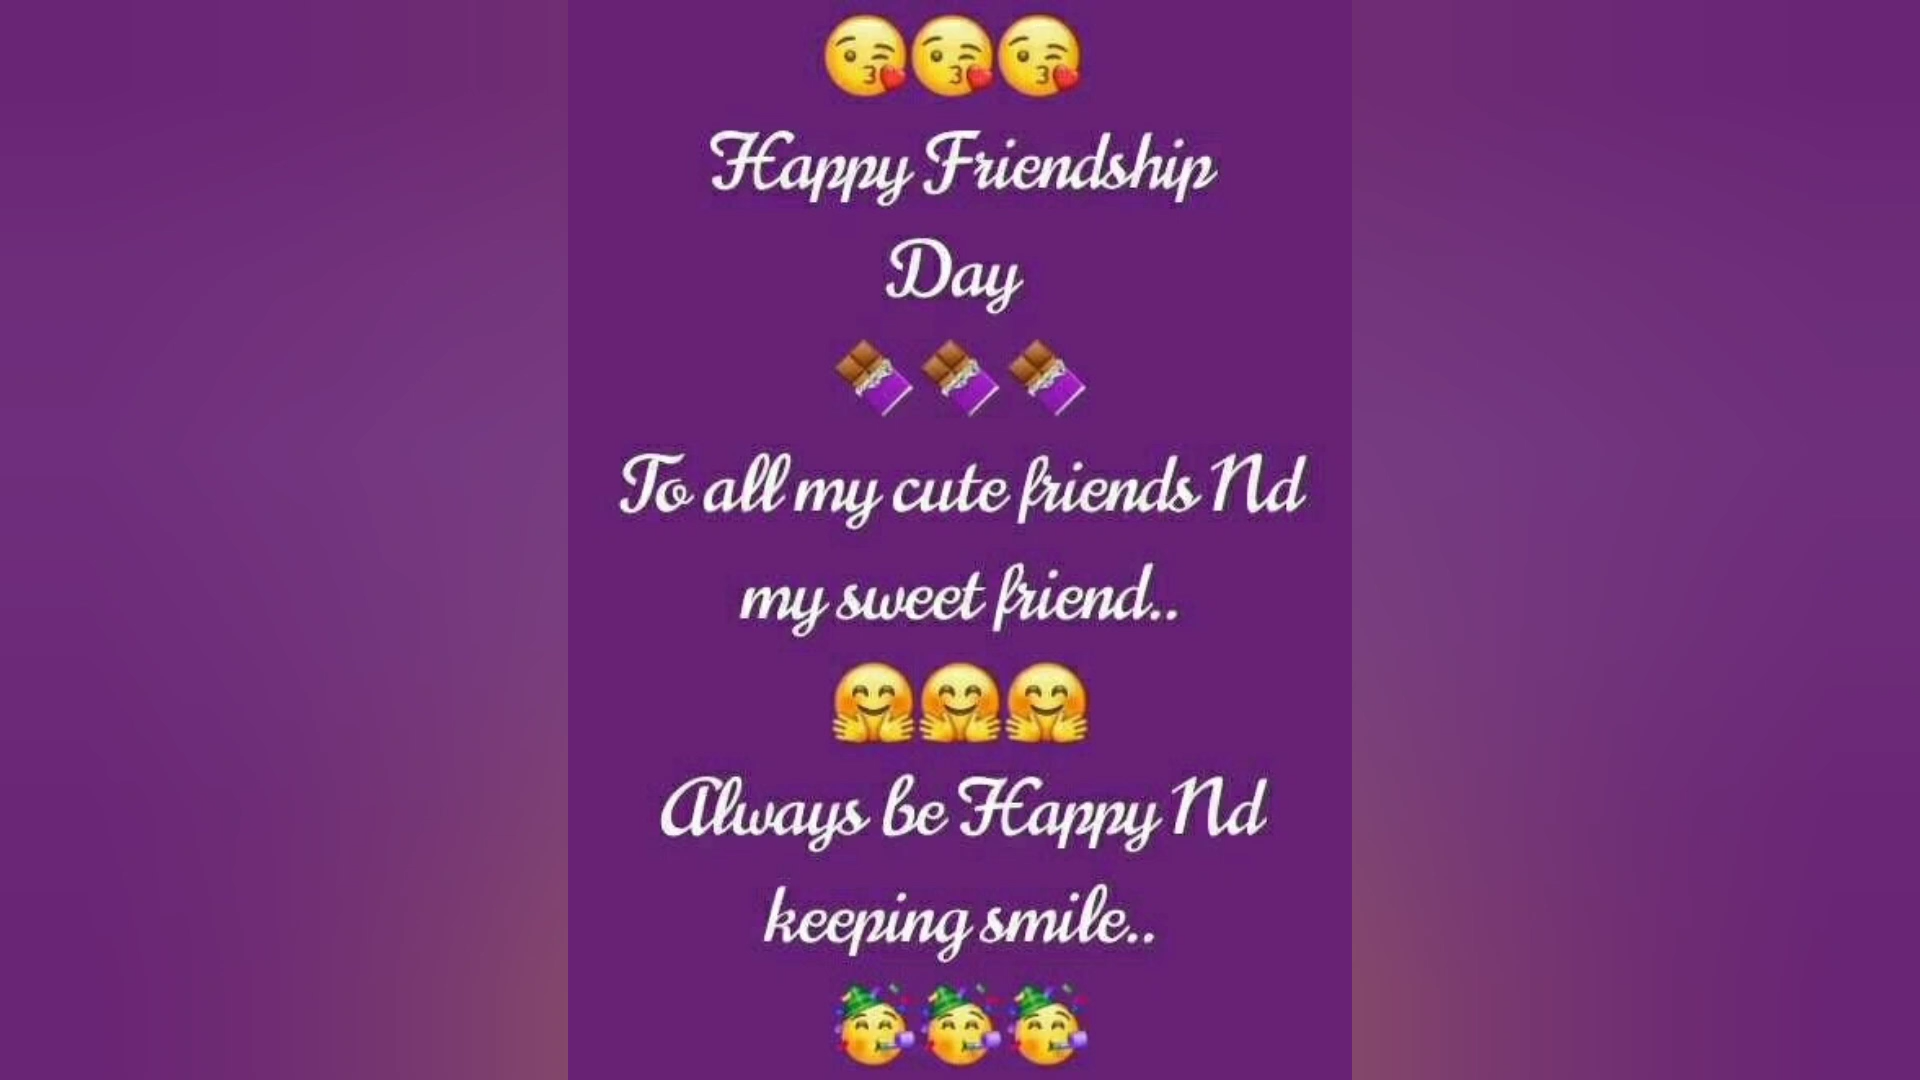 😘😘😘
Happy Friendship
Day
🍫🍫🍫
To all my cute friends Nd
my sweet friend..
🤗🤗🤗
Always be Happy Nd
keeping smile..
🥳🥳🥳